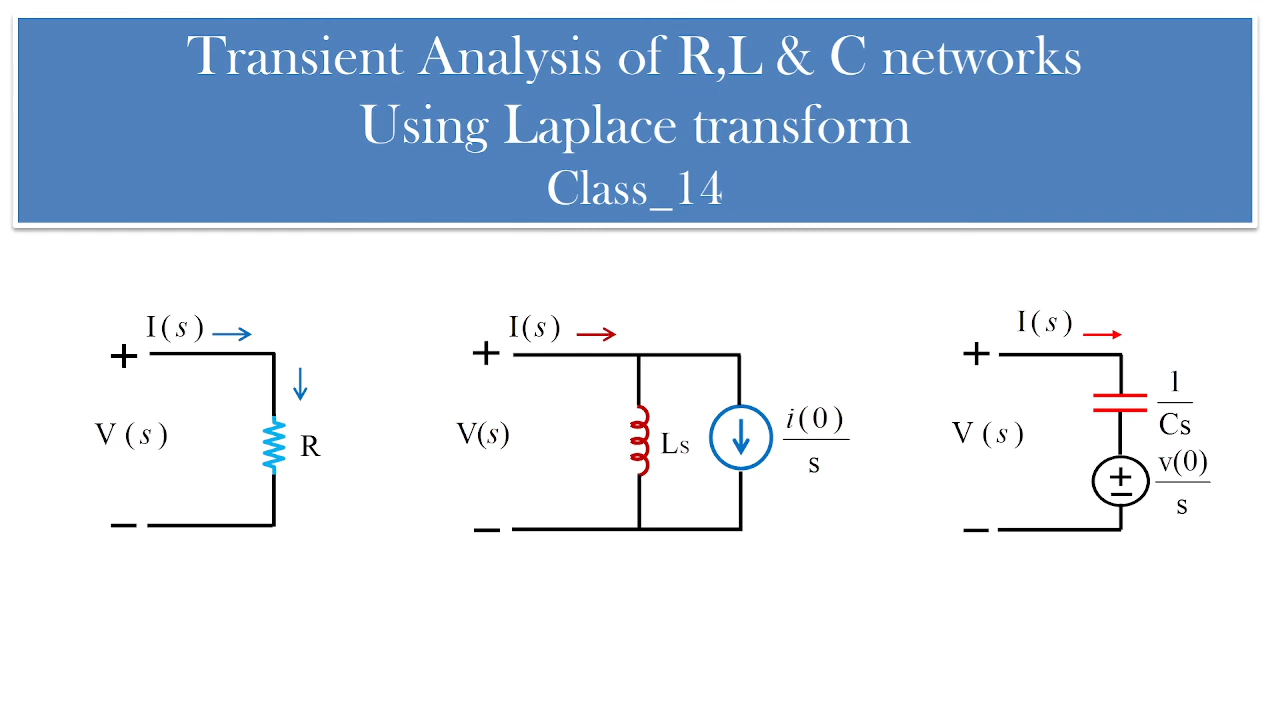 Transient Analysis of R,L & C networks
Using Laplace transform
Class_14
I(s)
+
V(s)
R
−
I(s)
+
V(s)
Ls
i(0)
s
−
I(s)
+
V(s)
1
Cs
+
−
v(0)
s
−